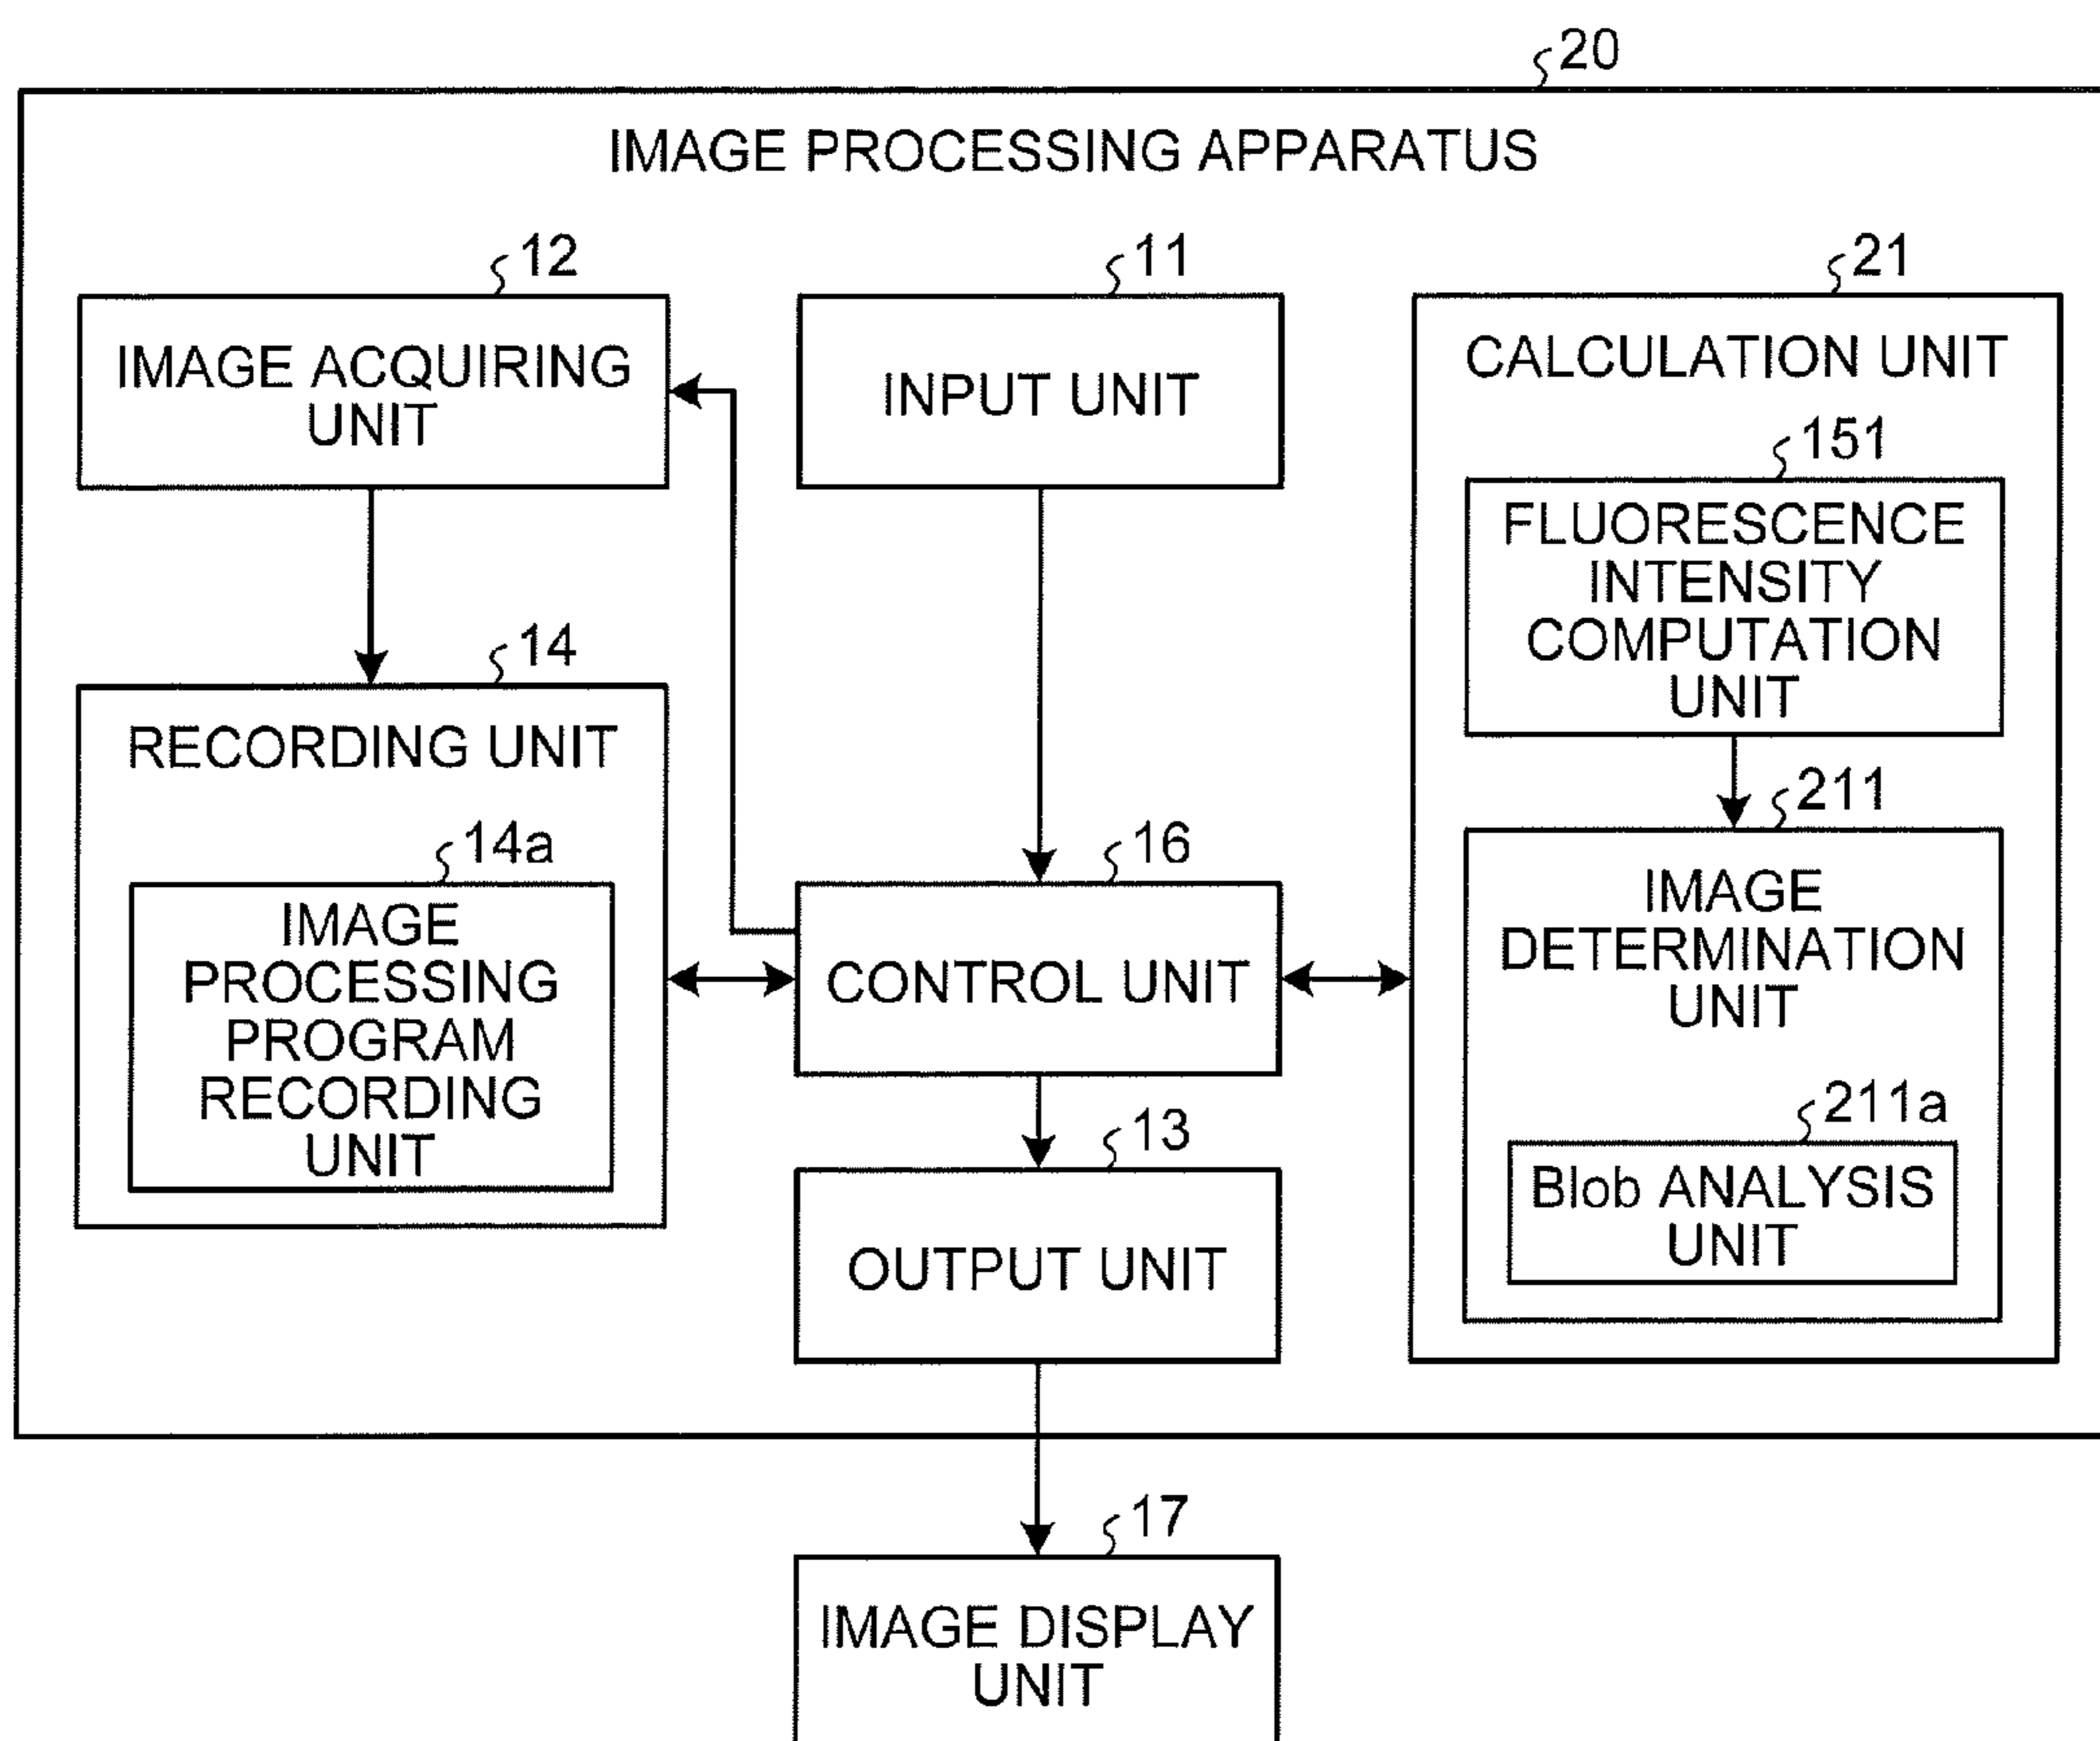 20
IMAGE PROCESSING APPARATUS
12
IMAGE ACQUIRING
UNIT
11
INPUT UNIT
21
CALCULATION UNIT
151
FLUORESCENCE
INTENSITY
COMPUTATION
UNIT
14
RECORDING UNIT
14a
IMAGE
PROCESSING
PROGRAM
RECORDING
UNIT
16
CONTROL UNIT
211
IMAGE
DETERMINATION
UNIT
211a
Blob ANALYSIS
UNIT
13
OUTPUT UNIT
17
IMAGE DISPLAY
UNIT